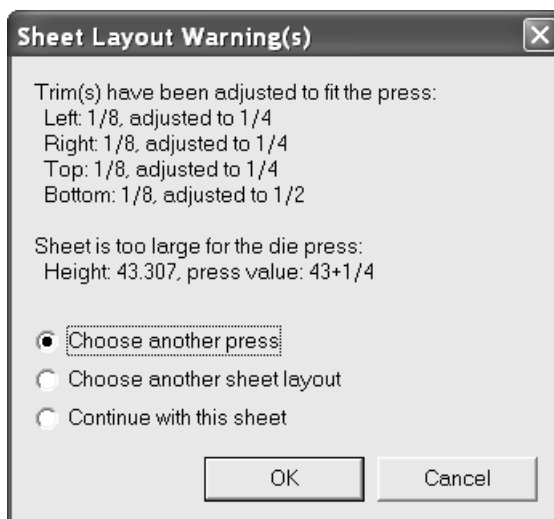 Sheet Layout Warning(s)
Trim(s) have been adjusted to fit the press:
Left: 1/8, adjusted to 1/4
Right: 1/8, adjusted to 1/4
Top: 1/8, adjusted to 1/4
Bottom: 1/8, adjusted to 1/2
Sheet is too large for the die press:
Height: 43.307, press value: 43+1/4
Choose another press
Choose another sheet layout
Continue with this sheet
OK Cancel